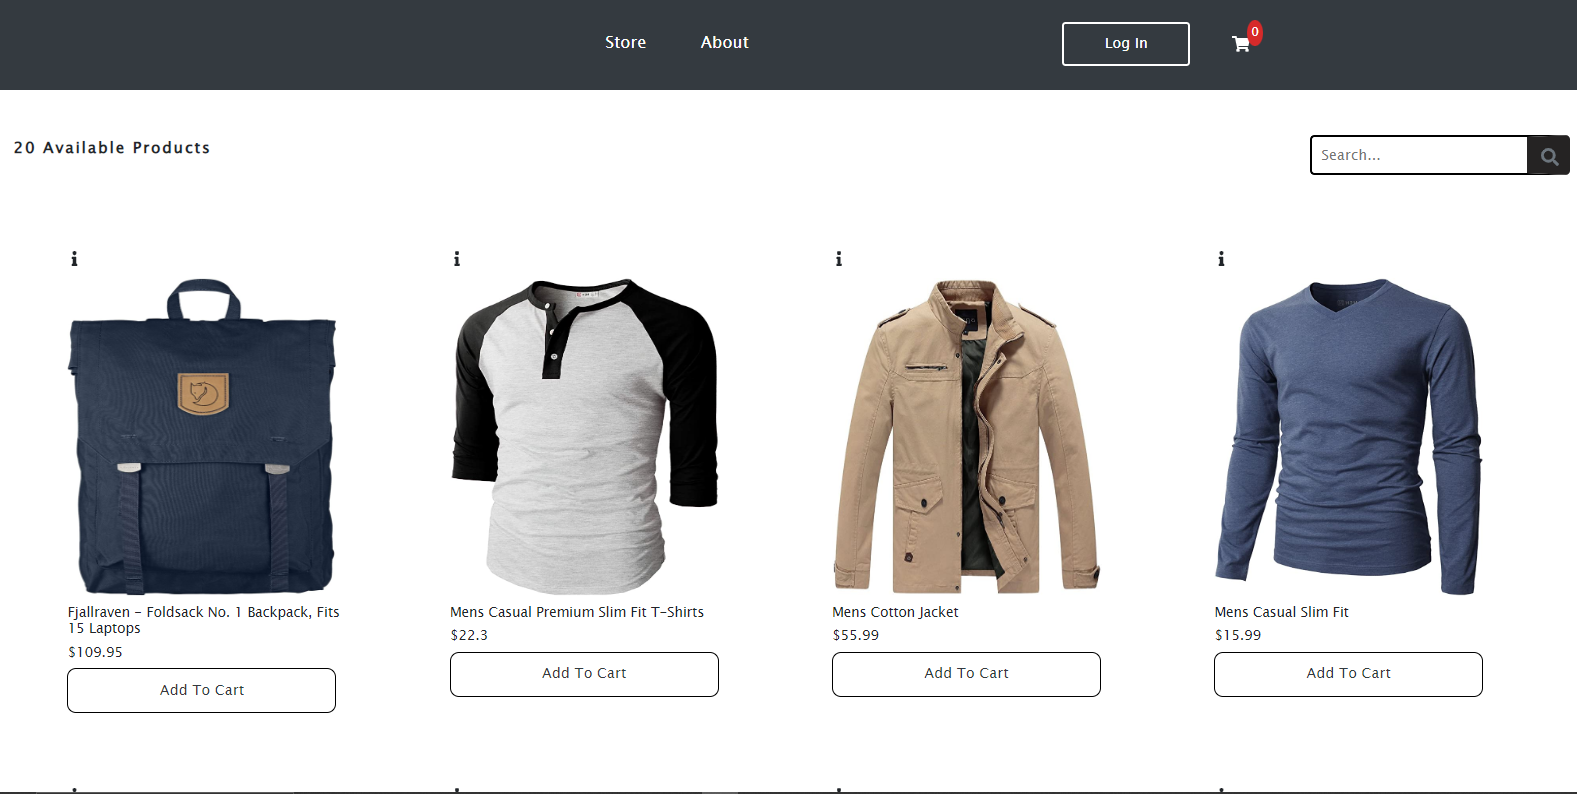 Store
About
Log In
0
20 Available Products
Search...
Fjallraven - Foldsack No. 1 Backpack, Fits
15 Laptops
$109.95
Add To Cart
Mens Casual Premium Slim Fit T-Shirts
$22.3
Add To Cart
Mens Cotton Jacket
$55.99
Add To Cart
Mens Casual Slim Fit
$15.99
Add To Cart